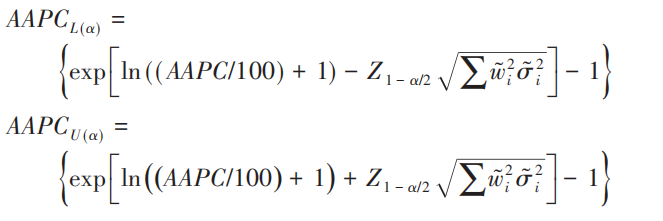 AAPC_{L(α)} =
{exp[ln((AAPC/100) + 1) − Z_{1 − α/2} √(∑w̃_i^2 σ̃_i^2)] − 1}
AAPC_{U(α)} =
{exp[ln((AAPC/100) + 1) + Z_{1 − α/2} √(∑w̃_i^2 σ̃_i^2)] − 1}